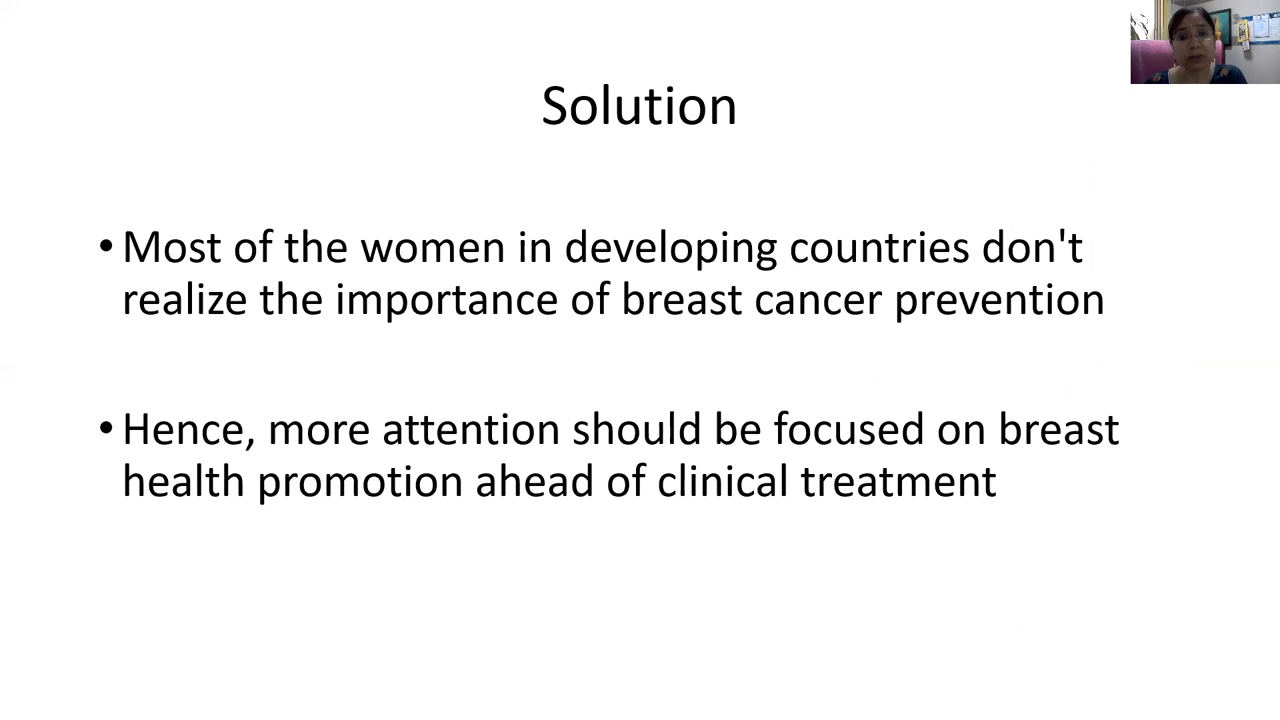 Solution
•Most of the women in developing countries don't
realize the importance of breast cancer prevention
•Hence, more attention should be focused on breast
health promotion ahead of clinical treatment